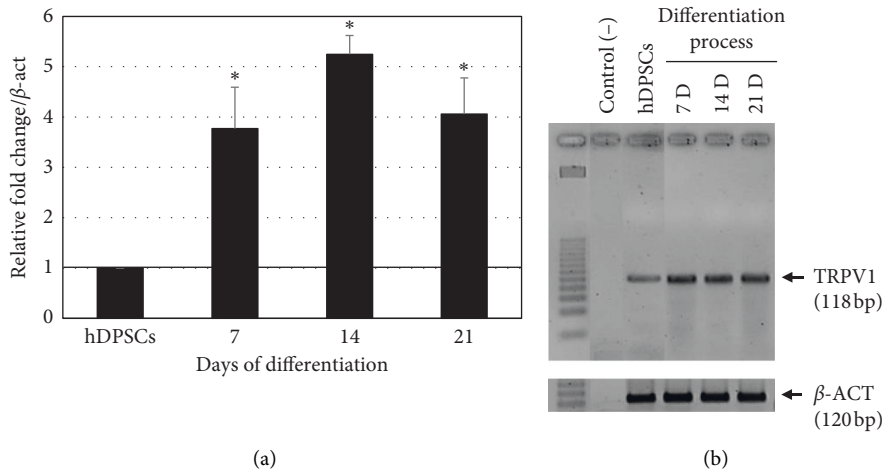 Relative fold change/β-act
6
5
4
3
2
1
0
*
*
*
hDPSCs
7
14
21
Days of differentiation
(a)
Differentiation
process
Control (–)
hDPSCs
7 D
14 D
21 D
TRPV1
(118 bp)
β-ACT
(120 bp)
(b)